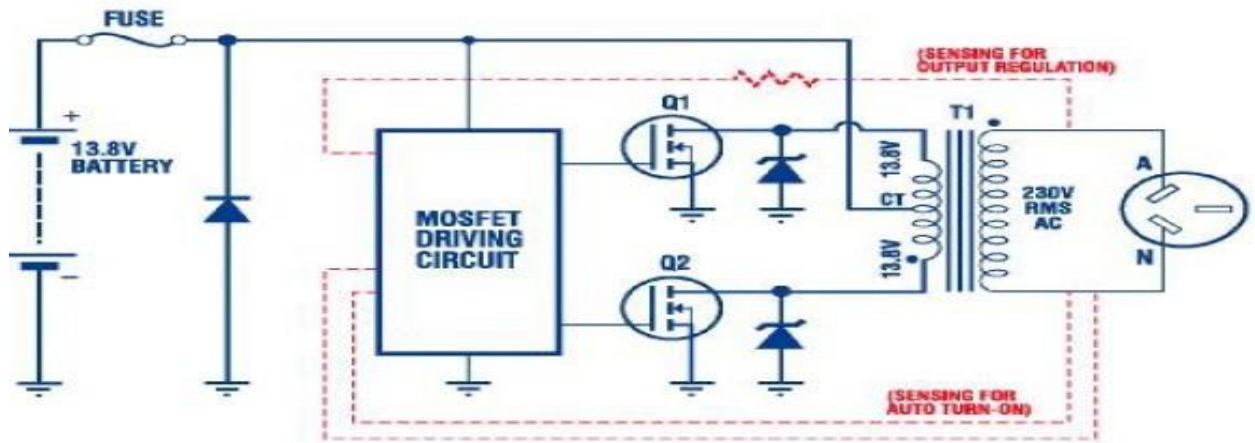 FUSE
(SENSING FOR
OUTPUT REGULATION)
Q1
T1
+
13.8V
BATTERY
13.8V
A
MOSFET
DRIVING
CIRCUIT
CT
230V
RMS
AC
Q2
13.8V
N
-
(SENSING FOR
AUTO TURN-ON)